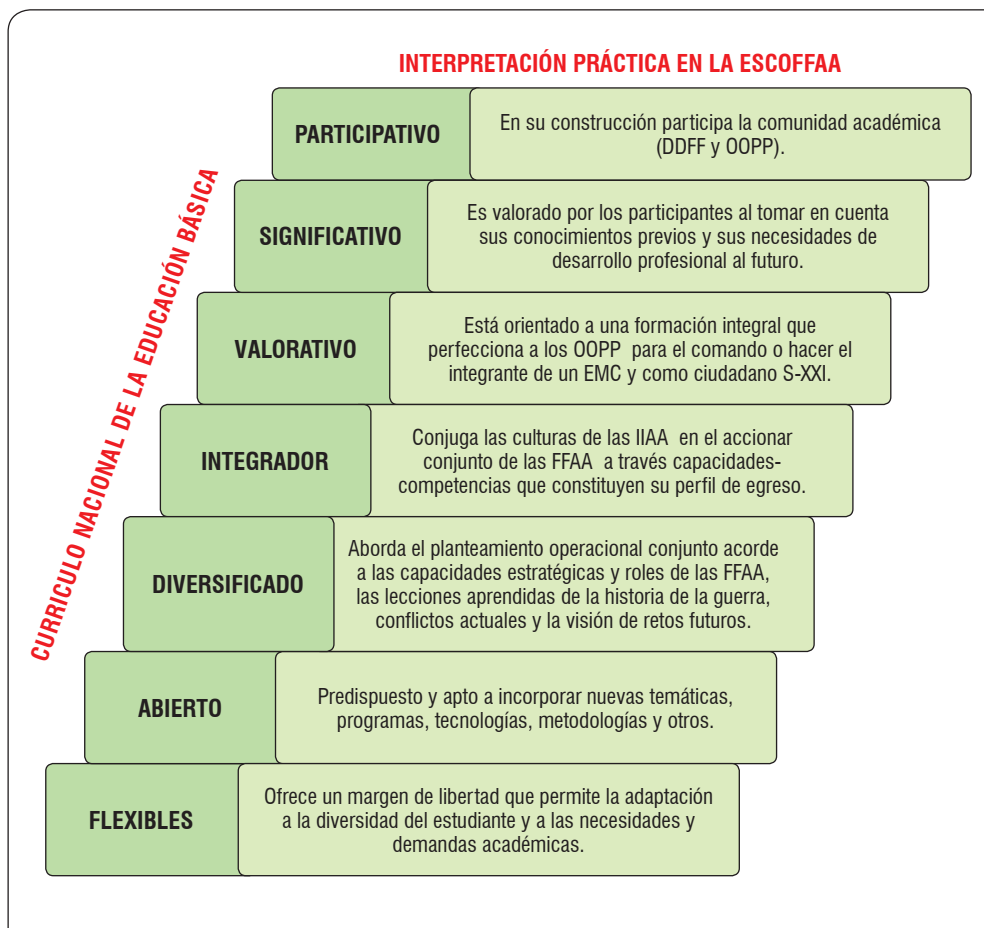 INTERPRETACIÓN PRÁCTICA EN LA ESCOFFAA
CURRICULO NACIONAL DE LA EDUCACIÓN BÁSICA
PARTICIPATIVO
En su construcción participa la comunidad académica
(DDFF y OOPP).
SIGNIFICATIVO
Es valorado por los participantes al tomar en cuenta
sus conocimientos previos y sus necesidades de
desarrollo profesional al futuro.
VALORATIVO
Está orientado a una formación integral que
perfecciona a los OOPP para el comando o hacer el
integrante de un EMC y como ciudadano S-XXI.
INTEGRADOR
Conjuga las culturas de las IIAA en el accionar
conjunto de las FFAA a través capacidades-
competencias que constituyen su perfil de egreso.
DIVERSIFICADO
Aborda el planteamiento operacional conjunto acorde
a las capacidades estratégicas y roles de las FFAA,
las lecciones aprendidas de la historia de la guerra,
conflictos actuales y la visión de retos futuros.
ABIERTO
Predispuesto y apto a incorporar nuevas temáticas,
programas, tecnologías, metodologías y otros.
FLEXIBLES
Ofrece un margen de libertad que permite la adaptación
a la diversidad del estudiante y a las necesidades y
demandas académicas.